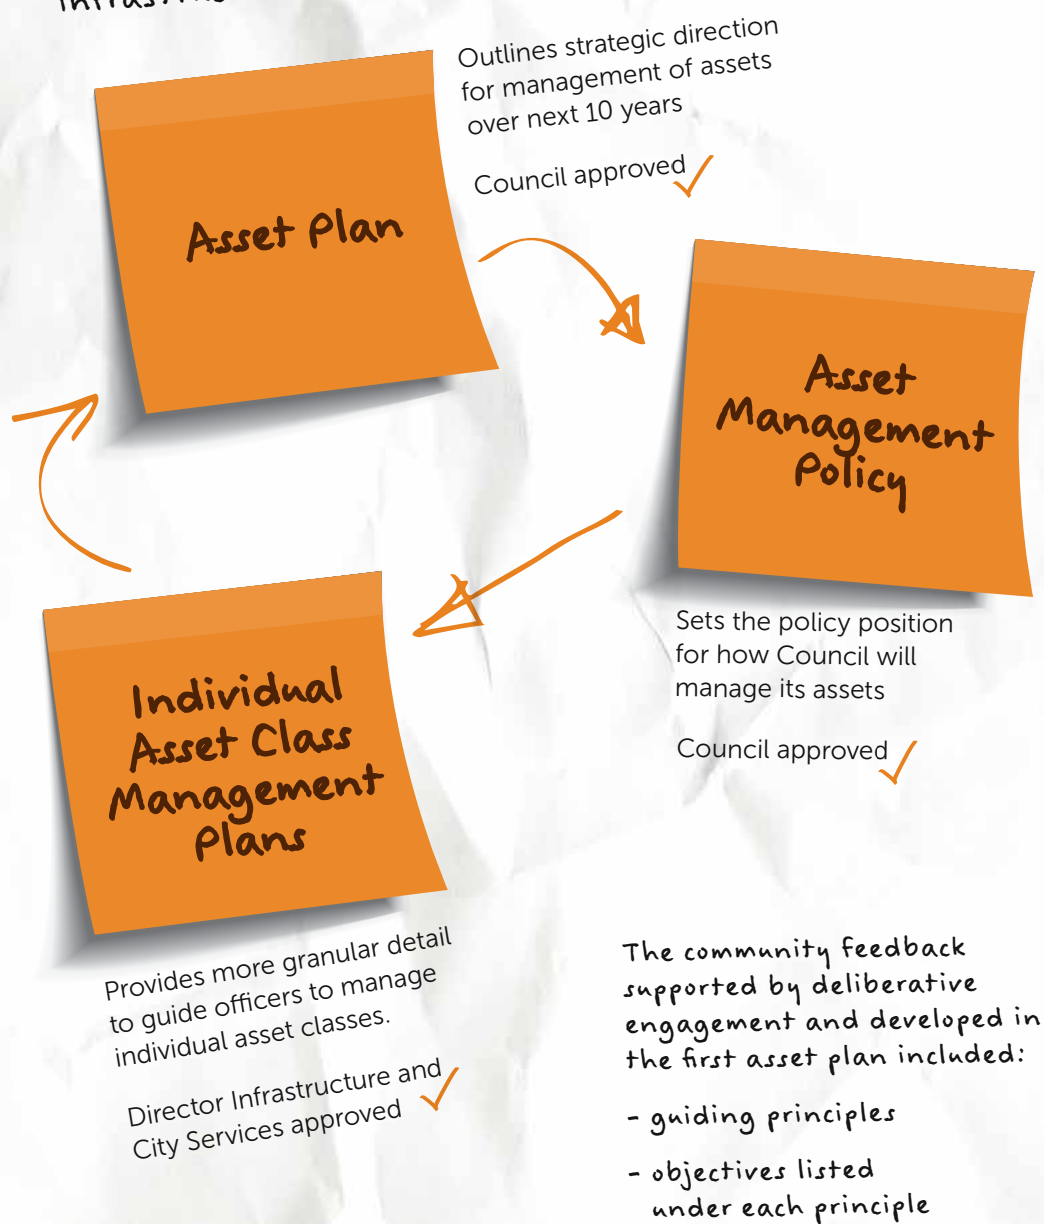 Outlines strategic direction
for management of assets
over next 10 years
Council approved
Asset Plan
Asset
Management
Policy
Sets the policy position
for how Council will
manage its assets
Council approved
Individual
Asset Class
Management
Plans
Provides more granular detail
to guide officers to manage
individual asset classes.
Director Infrastructure and
City Services approved
The community feedback
supported by deliberative
engagement and developed in
the first asset plan included:
- guiding principles
- objectives listed
under each principle